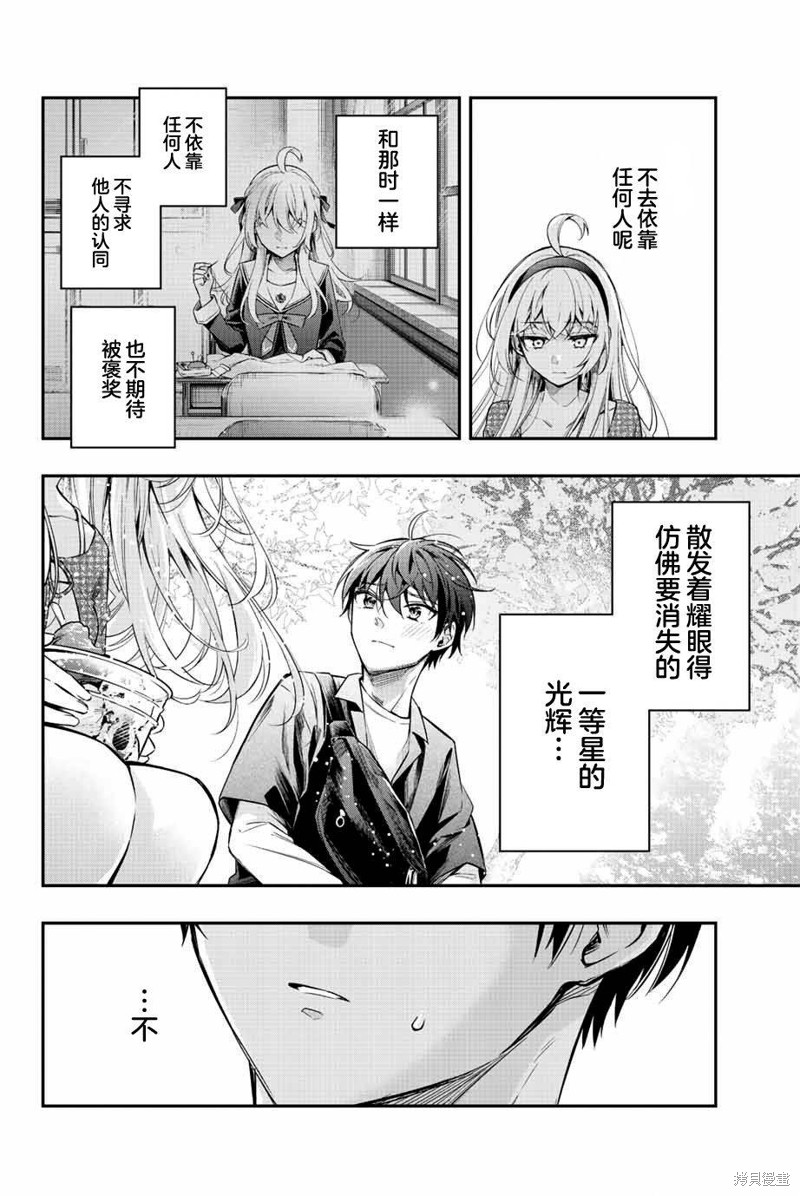 不去依靠
任何人呢
和那时一样
不依靠
任何人
不寻求
他人的认同
也不期待
被褒奖
散发着耀眼得
仿佛要消失的
一等星的
光辉…
…不
拷貝漫畫